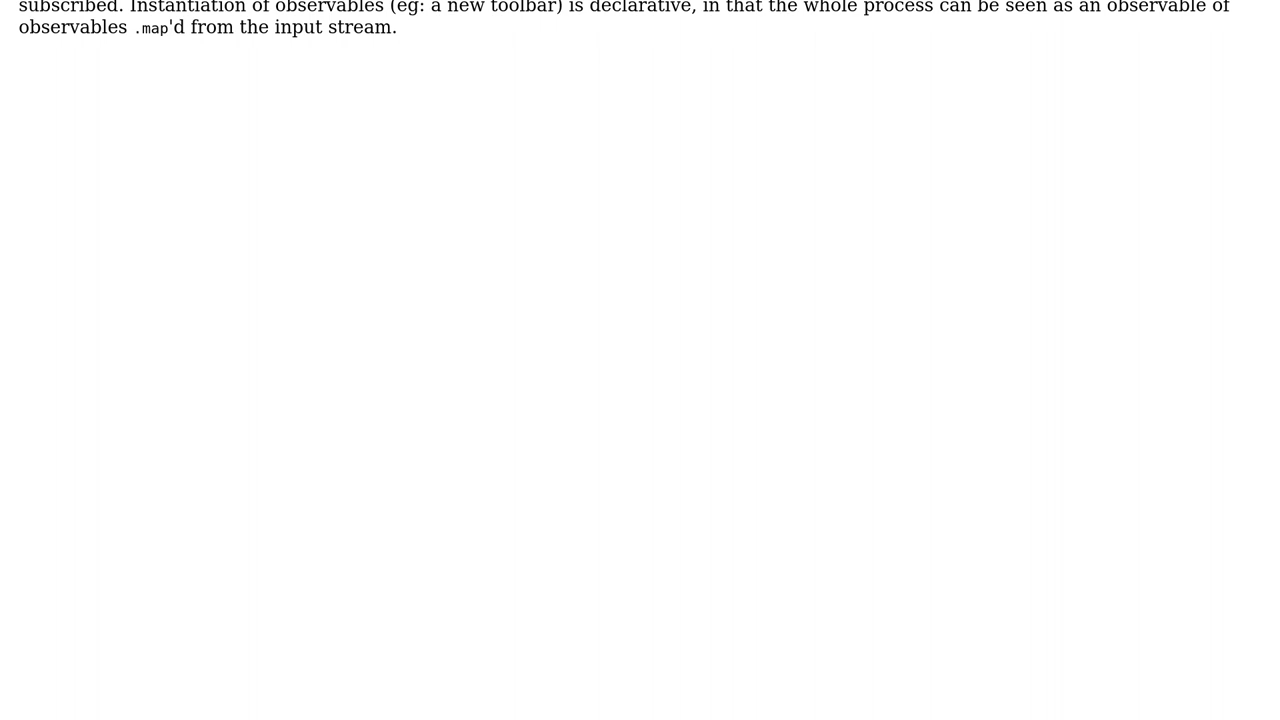 subscribed. Instantiation of observables (eg: a new toolbar) is declarative, in that the whole process can be seen as an observable of
observables .map'd from the input stream.